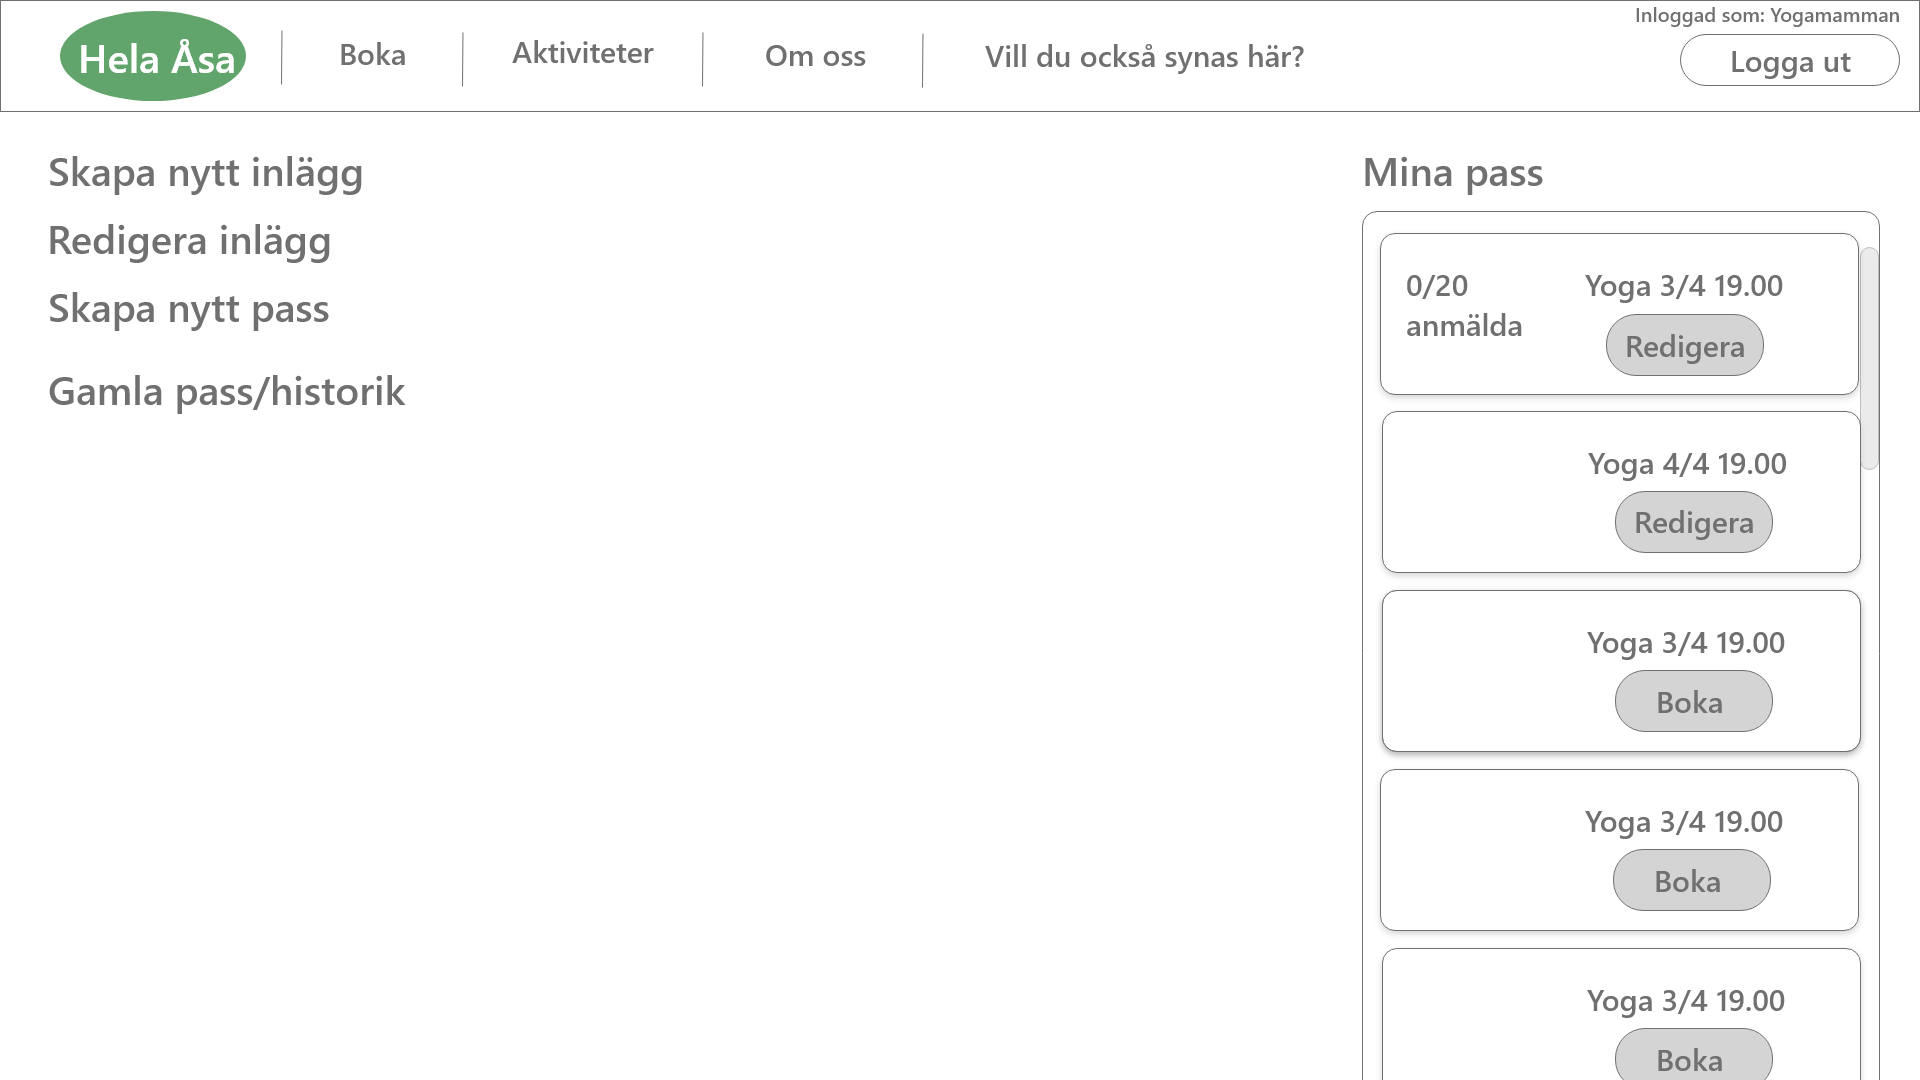 Inloggad som: Yogamamman
Hela Åsa
Boka
Aktiviteter
Om oss
Vill du också synas här?
Logga ut
Skapa nytt inlägg
Redigera inlägg
Skapa nytt pass
Gamla pass/historik
Mina pass
0/20
anmälda
Yoga 3/4 19.00
Redigera
Yoga 4/4 19.00
Redigera
Yoga 3/4 19.00
Boka
Yoga 3/4 19.00
Boka
Yoga 3/4 19.00
Boka